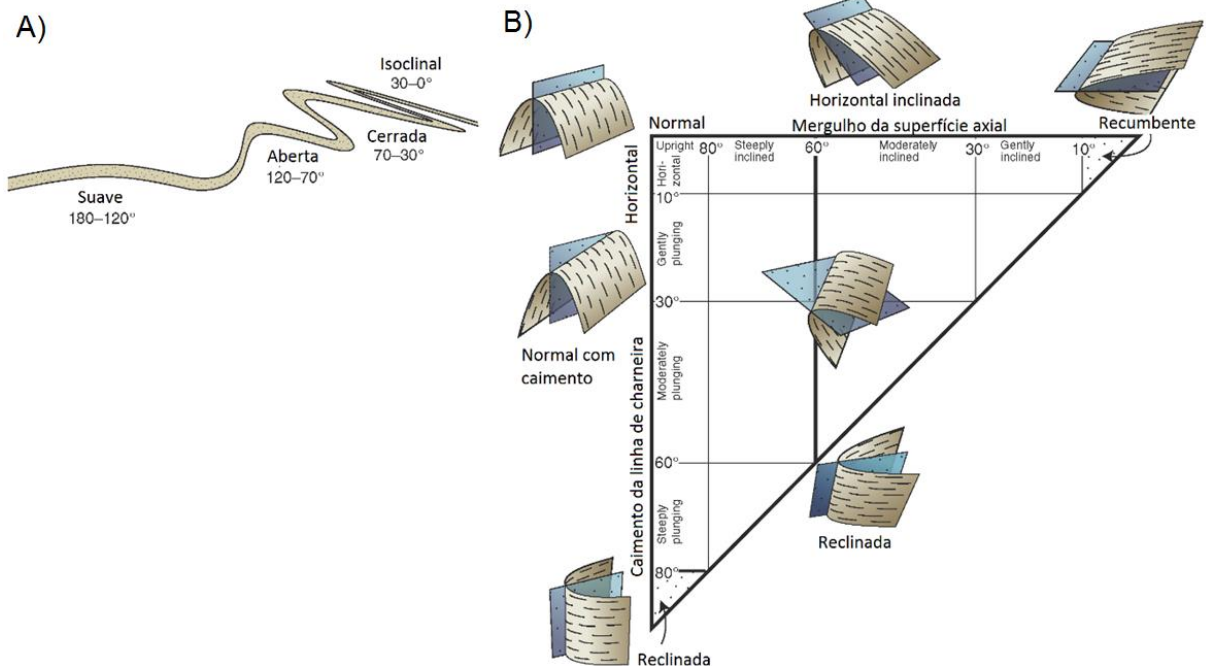 A)
Isoclinal
30–0°
Cerrada
70–30°
Aberta
120–70°
Suave
180–120°
B)
Horizontal inclinada
Normal
Mergulho da superfície axial
Recumbente
Upright
80°
Steeply
inclined
60°
Moderately
inclined
30°
Gently
inclined
10°
Horizontal
Hori-
zontal
10°
Gently
plunging
30°
Normal com
caimento
Caimento da linha de charneira
Moderately
plunging
60°
Steeply
plunging
80°
Reclinada
Reclinada